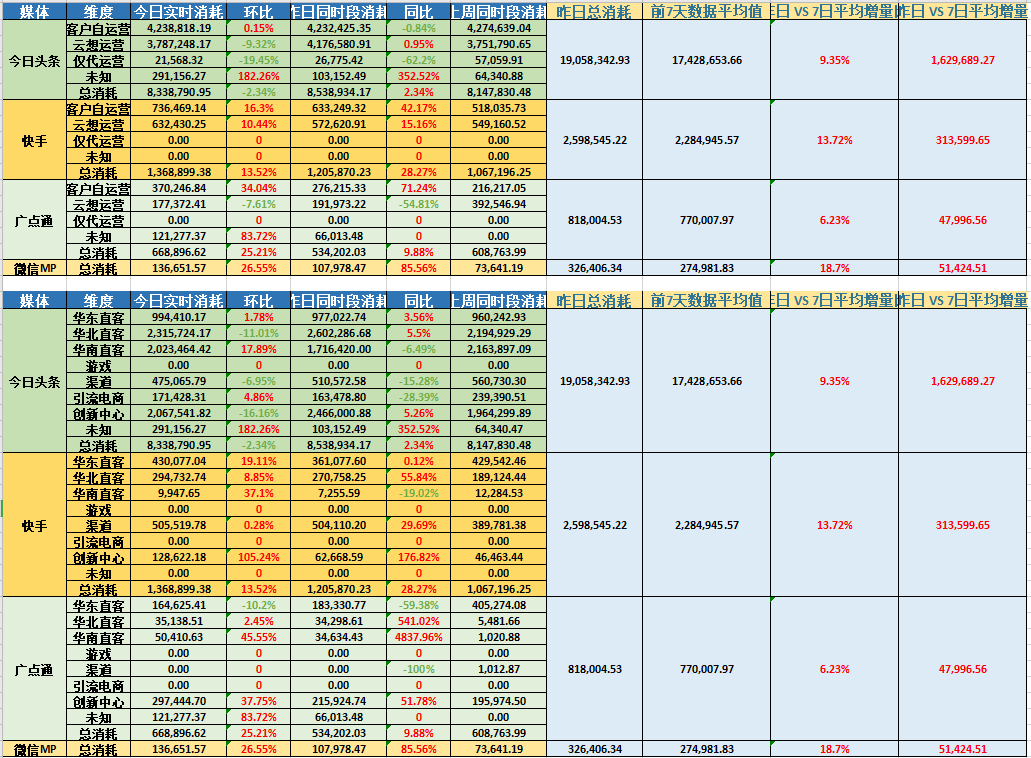 媒体 维度 今日实时消耗 环比 昨日同时段消耗 同比 上周同时段消耗 昨日总消耗 前7天数据平均值 昨日 VS 7日平均增量 昨日 VS 7日平均增量
客户自运营 4,238,818.19 0.15% 4,232,425.35 -0.84% 4,274,639.04
云想运营 3,787,248.17 -9.32% 4,176,580.91 0.95% 3,751,790.65
今日头条 仅代运营 21,568.32 -19.45% 26,775.42 -62.2% 57,059.91 19,058,342.93 17,428,653.66 9.35% 1,629,689.27
未知 291,156.27 182.26% 103,152.49 352.52% 64,340.88
总消耗 8,338,790.95 -2.34% 8,538,934.17 2.34% 8,147,830.48
客户自运营 736,469.14 16.3% 633,249.32 42.17% 518,035.73
云想运营 632,430.25 10.44% 572,620.91 15.16% 549,160.52
快手 仅代运营 0.00 0 0.00 0 0.00 2,598,545.22 2,284,945.57 13.72% 313,599.65
未知 0.00 0 0.00 0 0.00
总消耗 1,368,899.38 13.52% 1,205,870.23 28.27% 1,067,196.25
客户自运营 370,246.84 34.04% 276,215.33 71.24% 216,217.05
云想运营 177,372.41 -7.61% 191,973.22 -54.81% 392,546.94
广点通 仅代运营 0.00 0 0.00 0 0.00 818,004.53 770,007.97 6.23% 47,996.56
未知 121,277.37 83.72% 66,013.48 0 0.00
总消耗 668,896.62 25.21% 534,202.03 9.88% 608,763.99
微信MP 总消耗 136,651.57 26.55% 107,978.47 85.56% 73,641.19 326,406.34 274,981.83 18.7% 51,424.51
媒体 维度 今日实时消耗 环比 昨日同时段消耗 同比 上周同时段消耗 昨日总消耗 前7天数据平均值 昨日 VS 7日平均增量 昨日 VS 7日平均增量
华东直客 994,410.17 1.78% 977,022.74 3.56% 960,242.93
华北直客 2,315,724.17 -11.01% 2,602,286.68 5.5% 2,194,929.29
华南直客 2,023,464.42 17.89% 1,716,420.00 -6.49% 2,163,897.09
游戏 0.00 0 0.00 0 0.00
今日头条 渠道 475,065.79 -6.95% 510,572.58 -15.28% 560,730.30 19,058,342.93 17,428,653.66 9.35% 1,629,689.27
引流电商 171,428.31 4.86% 163,478.80 -28.39% 239,390.51
创新中心 2,067,541.82 -16.16% 2,466,000.88 5.26% 1,964,299.89
未知 291,156.27 182.26% 103,152.49 352.52% 64,340.47
总消耗 8,338,790.95 -2.34% 8,538,934.17 2.34% 8,147,830.48
华东直客 430,077.04 19.11% 361,077.60 0.12% 429,542.46
华北直客 294,732.74 8.85% 270,758.25 55.84% 189,124.44
华南直客 9,947.65 37.1% 7,255.59 -19.02% 12,284.53
游戏 0.00 0 0.00 0 0.00
快手 渠道 505,519.78 0.28% 504,110.20 29.69% 389,781.38 2,598,545.22 2,284,945.57 13.72% 313,599.65
引流电商 0.00 0 0.00 0 0.00
创新中心 128,622.18 105.24% 62,668.59 176.82% 46,463.44
未知 0.00 0 0.00 0 0.00
总消耗 1,368,899.38 13.52% 1,205,870.23 28.27% 1,067,196.25
华东直客 164,625.41 -10.2% 183,330.77 -59.38% 405,274.08
华北直客 35,138.51 2.45% 34,298.61 541.02% 5,481.66
华南直客 50,410.63 45.55% 34,634.43 4837.96% 1,020.88
游戏 0.00 0 0.00 0 0.00
广点通 渠道 0.00 0 0.00 -100% 1,012.87 818,004.53 770,007.97 6.23% 47,996.56
引流电商 0.00 0 0.00 0 0.00
创新中心 297,444.70 37.75% 215,924.74 51.78% 195,974.50
未知 121,277.37 83.72% 66,013.48 0 0.00
总消耗 668,896.62 25.21% 534,202.03 9.88% 608,763.99
微信MP 总消耗 136,651.57 26.55% 107,978.47 85.56% 73,641.19 326,406.34 274,981.83 18.7% 51,424.51